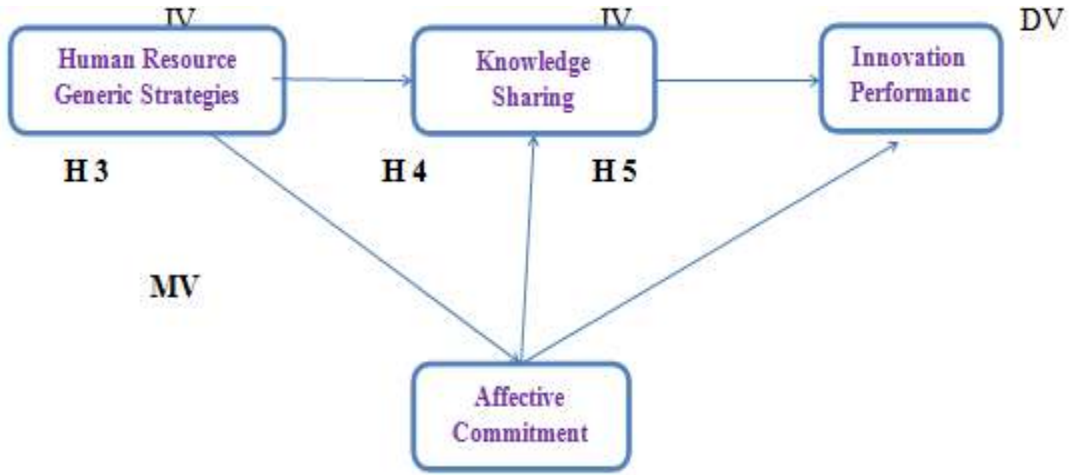 IV
IV
DV
Human Resource
Generic Strategies
Knowledge
Sharing
Innovation
Performanc
H 3
H 4
H 5
MV
Affective
Commitment